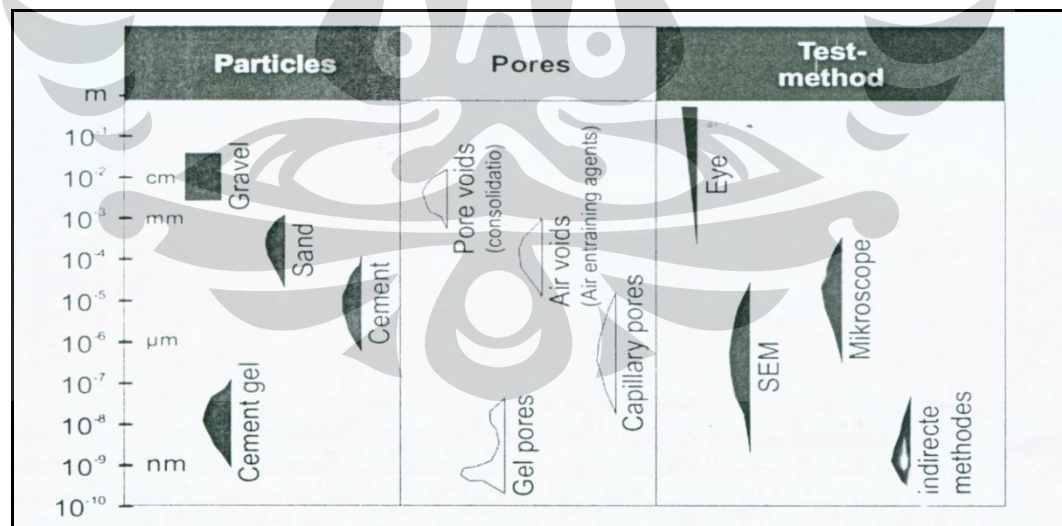 Particles
Pores
Test-
method
m
10⁻¹
10⁻² cm
10⁻³ mm
10⁻⁴
10⁻⁵
10⁻⁶ µm
10⁻⁷
10⁻⁸
10⁻⁹ nm
10⁻¹⁰
Gravel
Sand
Cement
Cement gel
Pore voids
(consolidatio)
Air voids
(Air entraining agents)
Capillary pores
Gel pores
Eye
SEM
Mikroscope
indirecte
methodes